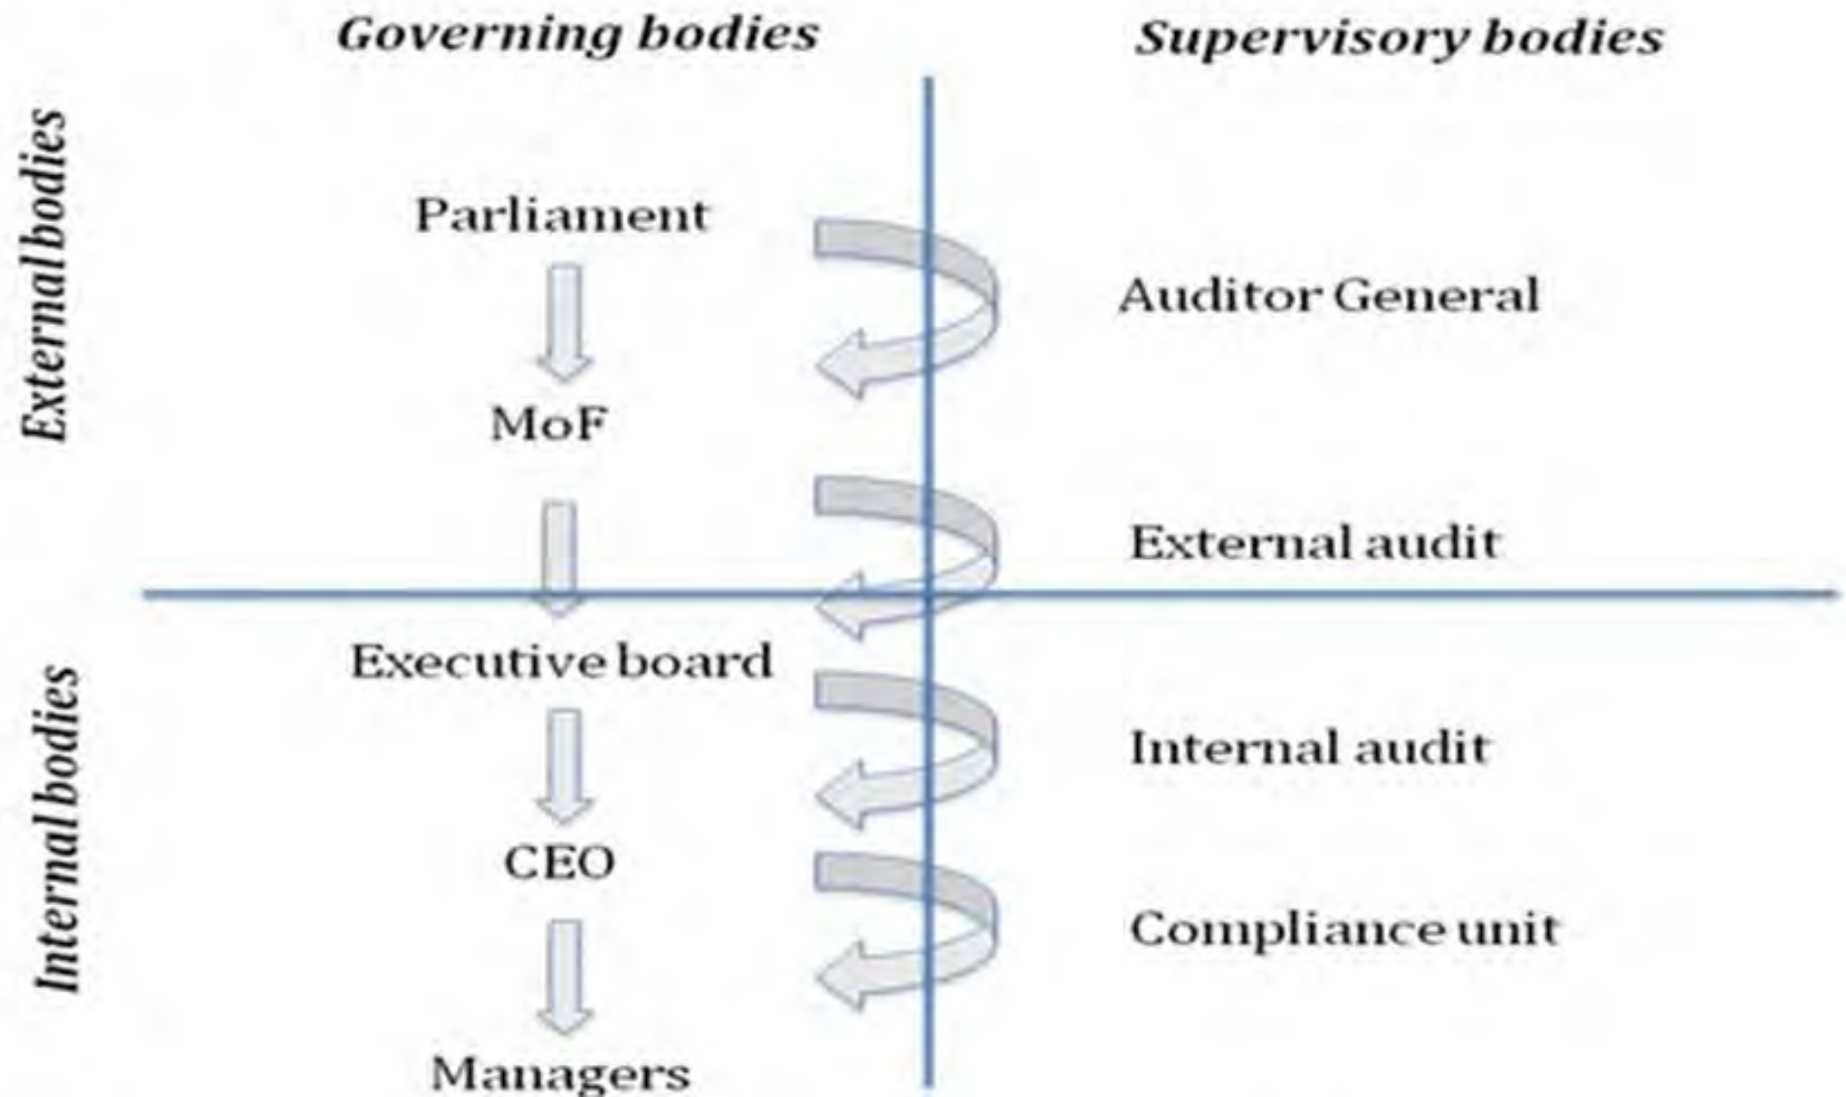 Governing bodies
Supervisory bodies
External bodies
Parliament
Auditor General
MoF
External audit
Executive board
Internal bodies
Internal audit
CEO
Compliance unit
Managers